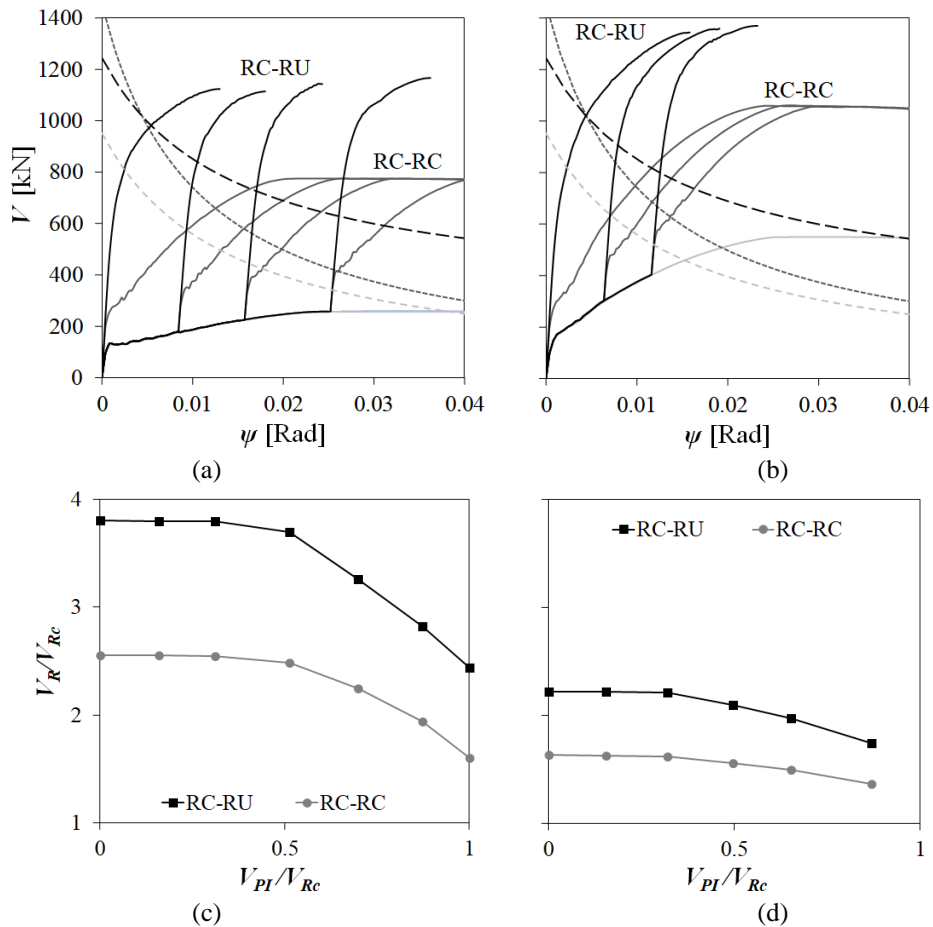 1400
1200
1000
800
600
400
200
0
V [kN]
RC-RU
RC-RC
0 0.01 0.02 0.03 0.04
ψ [Rad]
(a)
RC-RU
RC-RC
0 0.01 0.02 0.03 0.04
ψ [Rad]
(b)
4
3
2
1
V_R/V_Rc
RC-RU RC-RC
0 0.5 1
V_PI/V_Rc
(c)
RC-RU RC-RC
0 0.5 1
V_PI/V_Rc
(d)